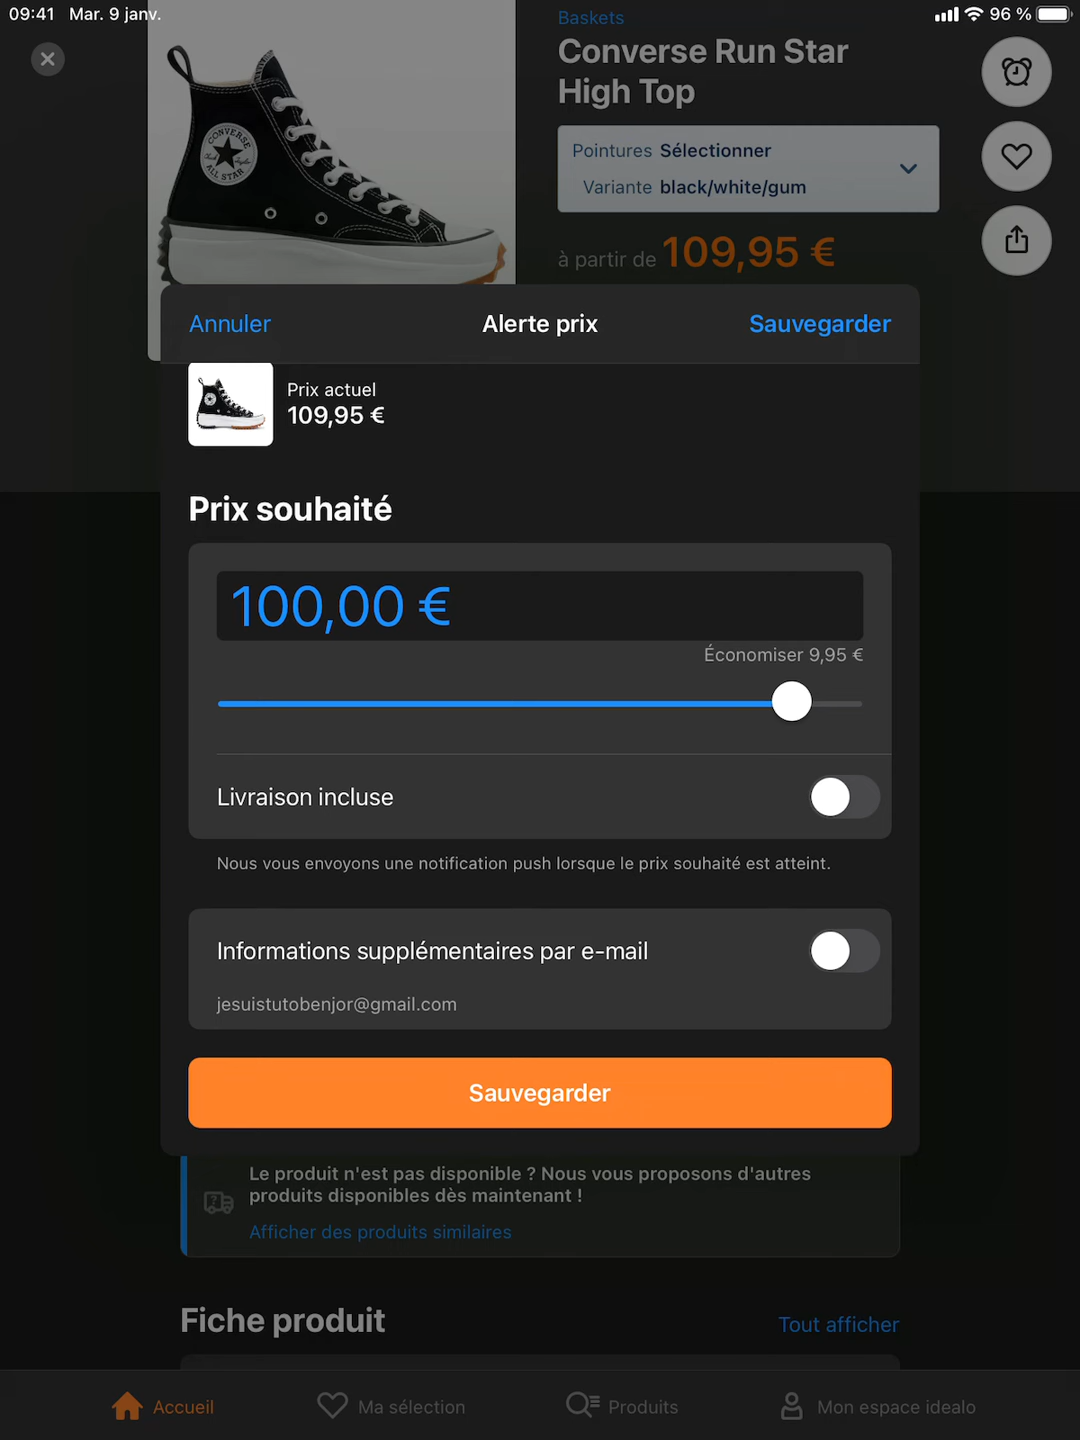 09:41 Mar. 9 janv.
96 %
Baskets
Converse Run Star
High Top
Pointures Sélectionner
Variante black/white/gum
à partir de 109,95 €
CONVERSE
ALL STAR
Annuler
Alerte prix
Sauvegarder
Prix actuel
109,95 €
Prix souhaité
100,00 €
Économiser 9,95 €
Livraison incluse
Nous vous envoyons une notification push lorsque le prix souhaité est atteint.
Informations supplémentaires par e-mail
jesuistutobenjor@gmail.com
Sauvegarder
Le produit n'est pas disponible ? Nous vous proposons d'autres
produits disponibles dès maintenant !
Afficher des produits similaires
Fiche produit
Tout afficher
Accueil
Ma sélection
Produits
Mon espace idealo